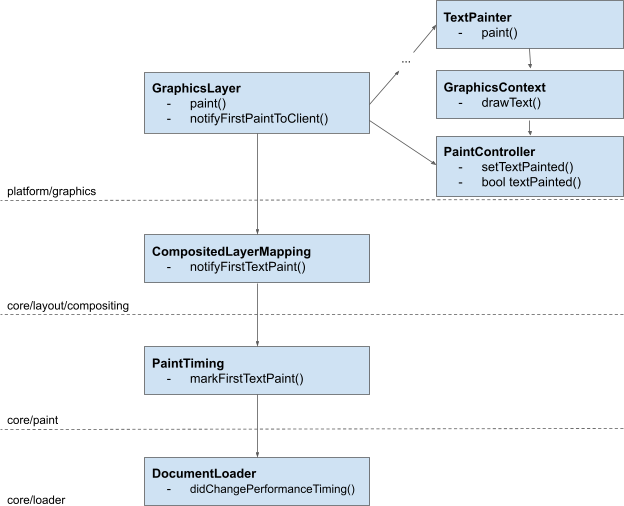 TextPainter
- paint()
...
GraphicsLayer
- paint()
- notifyFirstPaintToClient()
GraphicsContext
- drawText()
PaintController
- setTextPainted()
- bool textPainted()
platform/graphics
CompositedLayerMapping
- notifyFirstTextPaint()
core/layout/compositing
PaintTiming
- markFirstTextPaint()
core/paint
DocumentLoader
- didChangePerformanceTiming()
core/loader